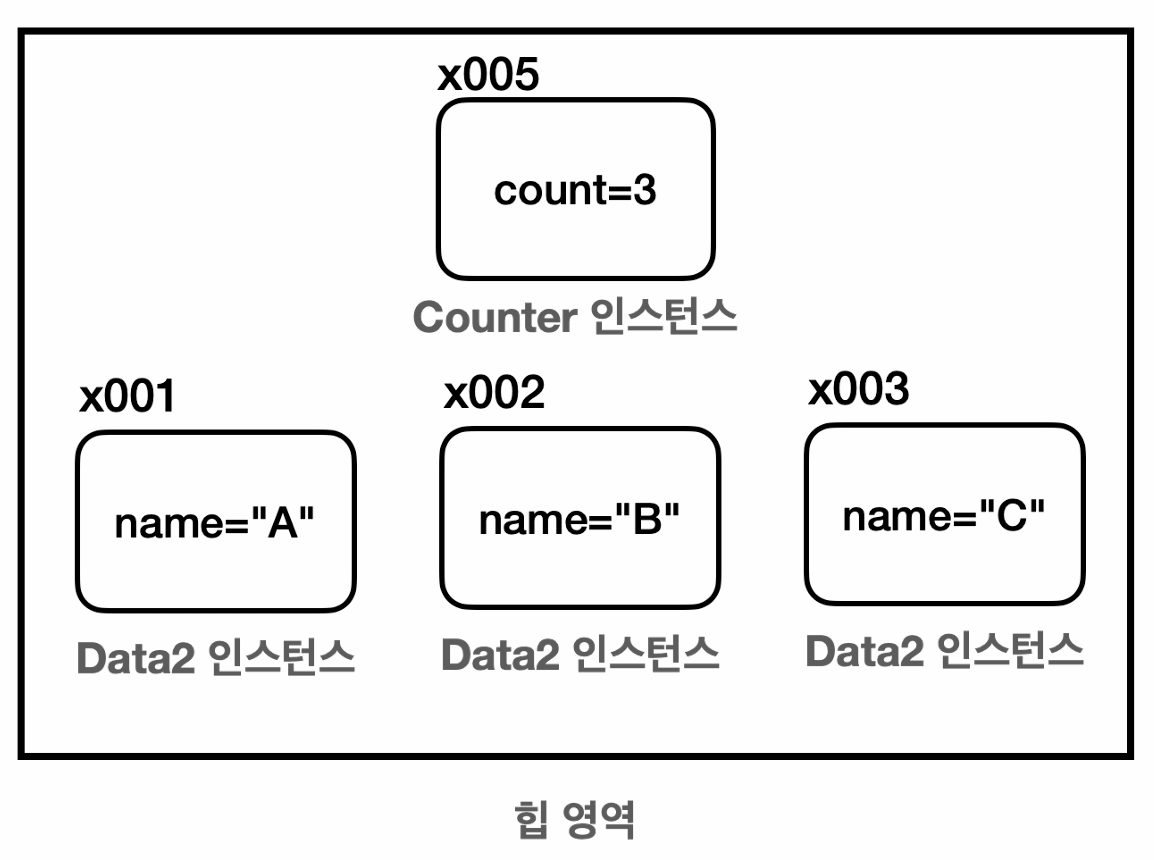 x005
count=3
Counter 인스턴스
x001
x002
x003
name="A"
name="B"
name="C"
Data2 인스턴스
Data2 인스턴스
Data2 인스턴스
힙 영역